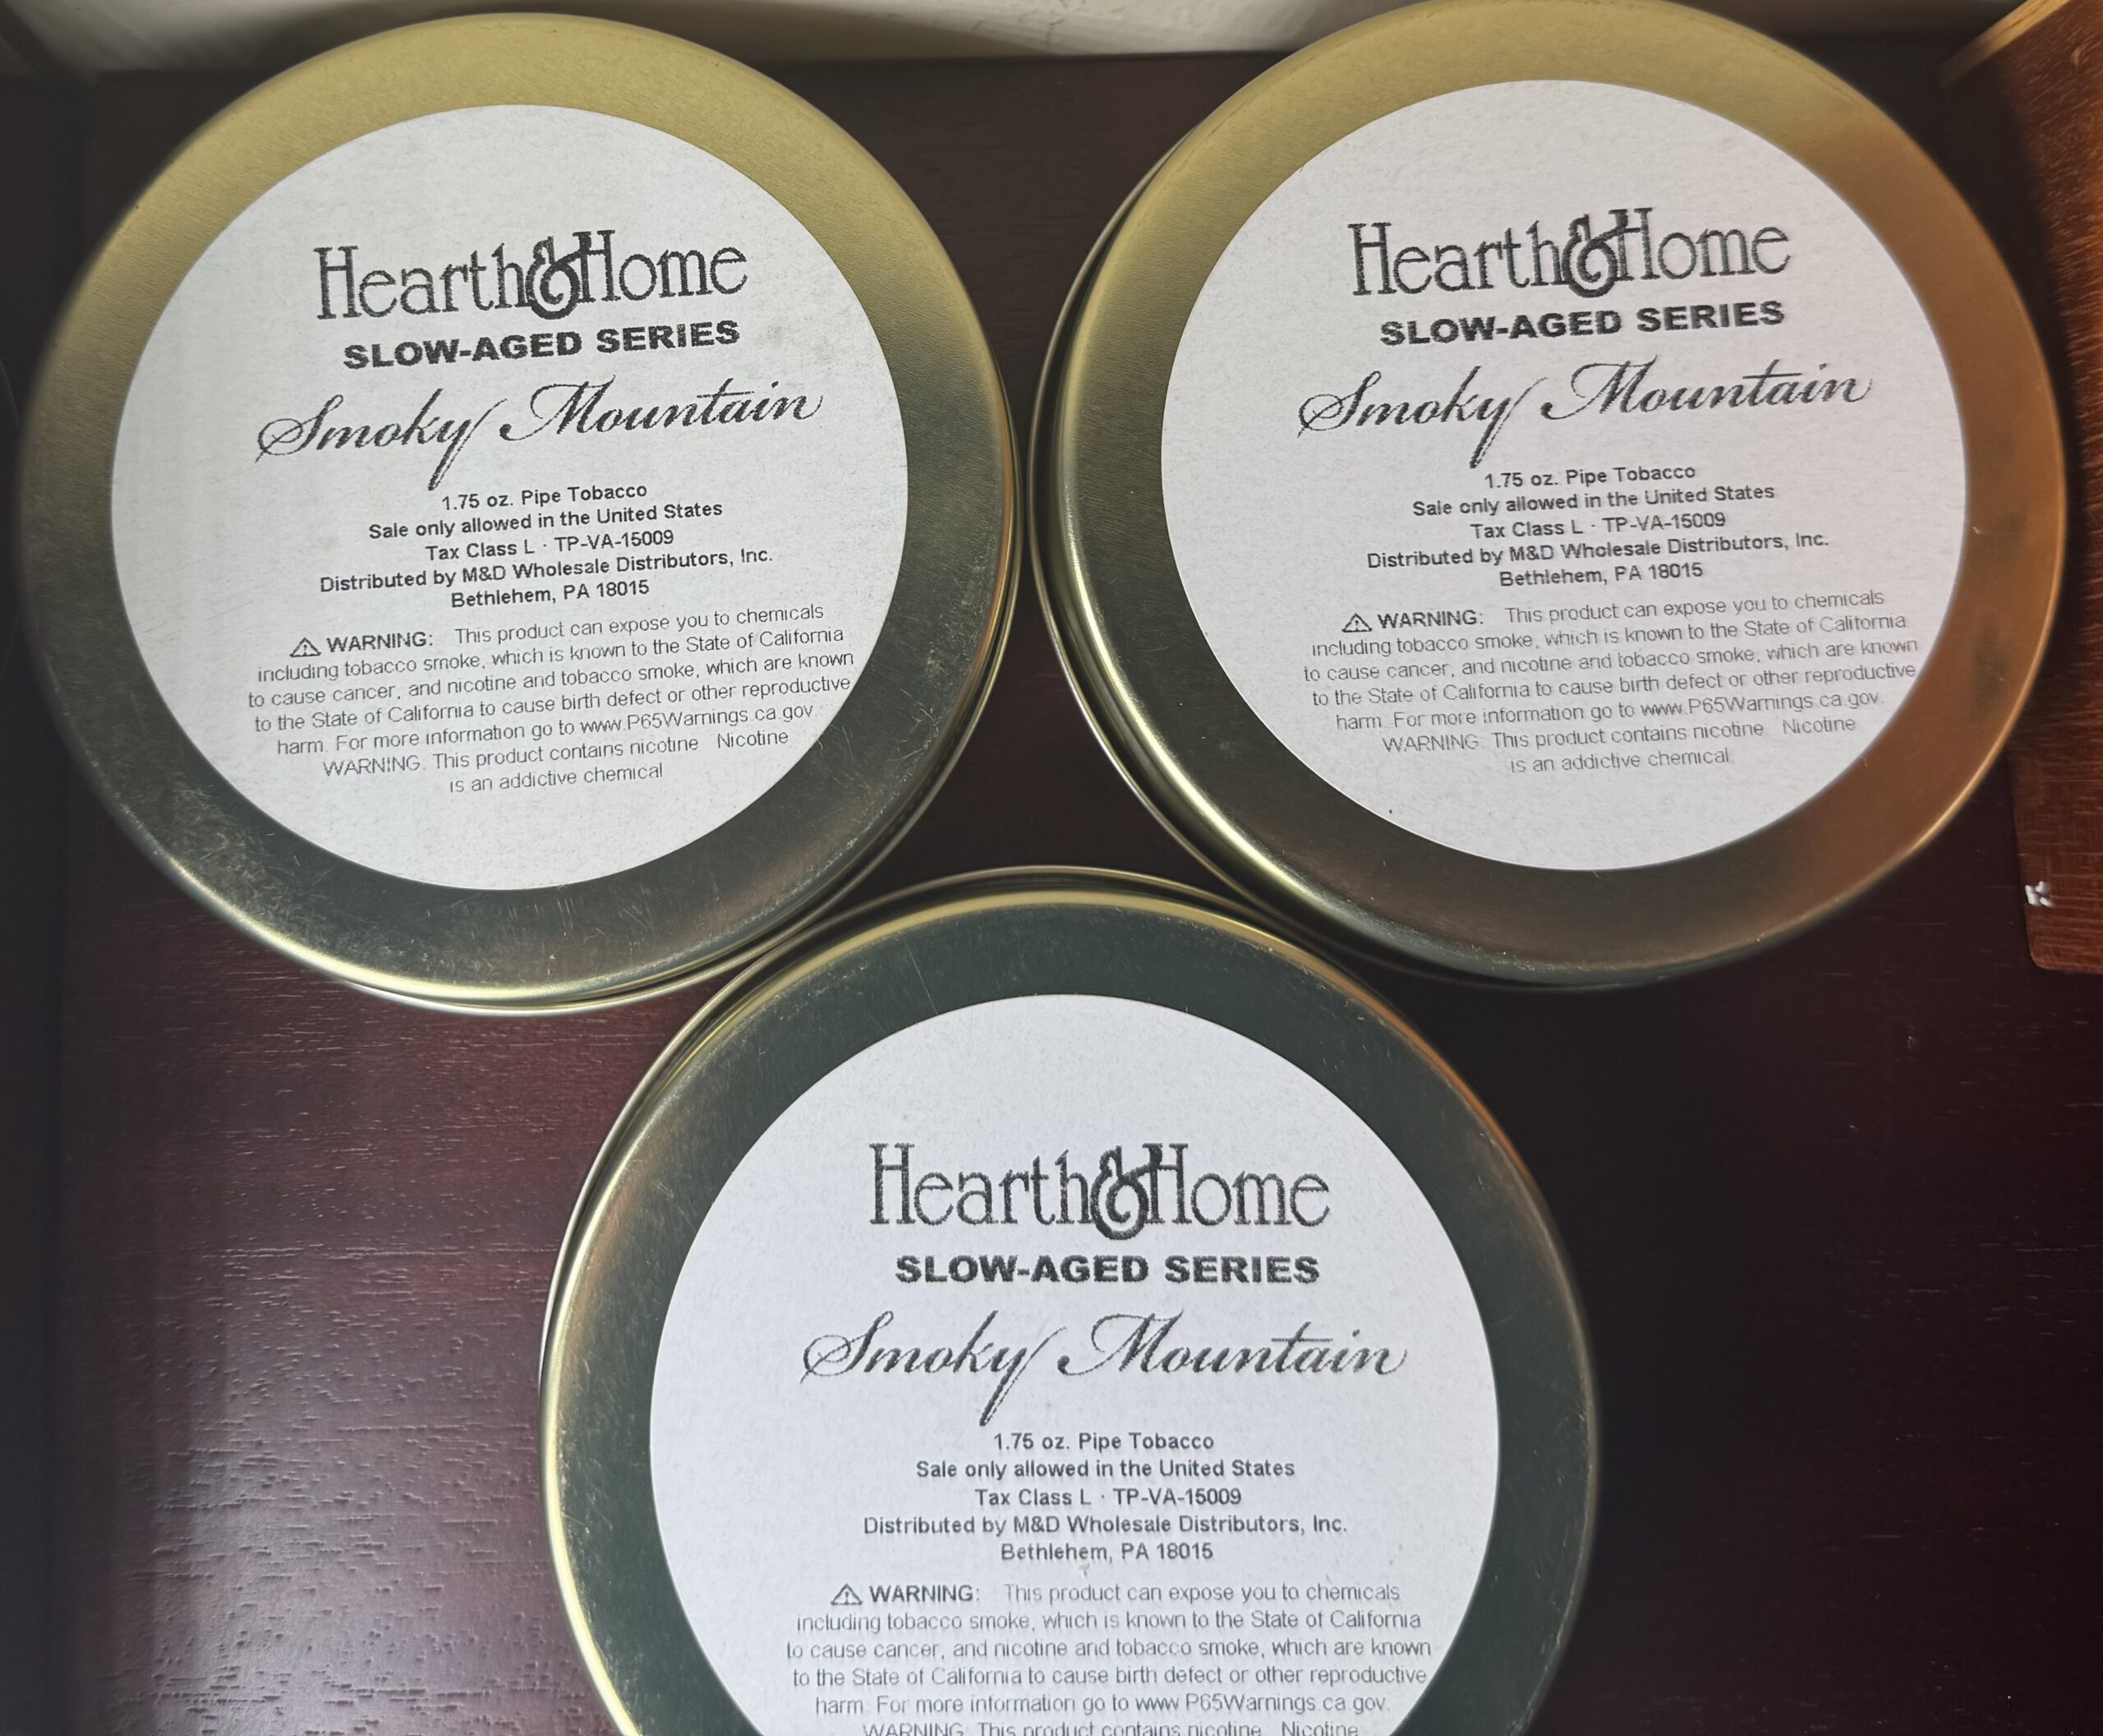 Hearth & Home
SLOW-AGED SERIES
Smoky Mountain
1.75 oz. Pipe Tobacco
Sale only allowed in the United States
Tax Class L · TP-VA-15009
Distributed by M&D Wholesale Distributors, Inc.
Bethlehem, PA 18015
⚠ WARNING: This product can expose you to chemicals
including tobacco smoke, which is known to the State of California
to cause cancer, and nicotine and tobacco smoke, which are known
to the State of California to cause birth defect or other reproductive
harm. For more information go to www.P65Warnings.ca.gov.
WARNING: This product contains nicotine. Nicotine
is an addictive chemical.
Hearth & Home
SLOW-AGED SERIES
Smoky Mountain
1.75 oz. Pipe Tobacco
Sale only allowed in the United States
Tax Class L · TP-VA-15009
Distributed by M&D Wholesale Distributors, Inc.
Bethlehem, PA 18015
⚠ WARNING: This product can expose you to chemicals
including tobacco smoke, which is known to the State of California
to cause cancer, and nicotine and tobacco smoke, which are known
to the State of California to cause birth defect or other reproductive
harm. For more information go to www.P65Warnings.ca.gov.
WARNING: This product contains nicotine. Nicotine
is an addictive chemical.
Hearth & Home
SLOW-AGED SERIES
Smoky Mountain
1.75 oz. Pipe Tobacco
Sale only allowed in the United States
Tax Class L · TP-VA-15009
Distributed by M&D Wholesale Distributors, Inc.
Bethlehem, PA 18015
⚠ WARNING: This product can expose you to chemicals
including tobacco smoke, which is known to the State of California
to cause cancer, and nicotine and tobacco smoke, which are known
to the State of California to cause birth defect or other reproductive
harm. For more information go to www.P65Warnings.ca.gov.
WARNING: This product contains nicotine. Nicotine